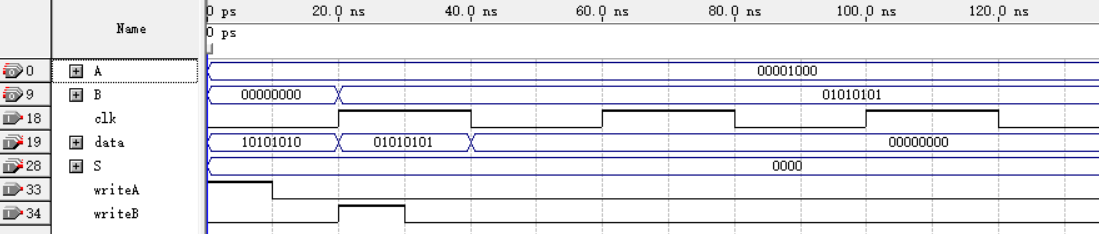 0 ps 20.0 ns 40.0 ns 60.0 ns 80.0 ns 100.0 ns 120.0 ns
Name
0 ps
0 A 00001000
9 B 00000000 01010101
18 clk
19 data 10101010 01010101 00000000
28 S 0000
33 writeA
34 writeB